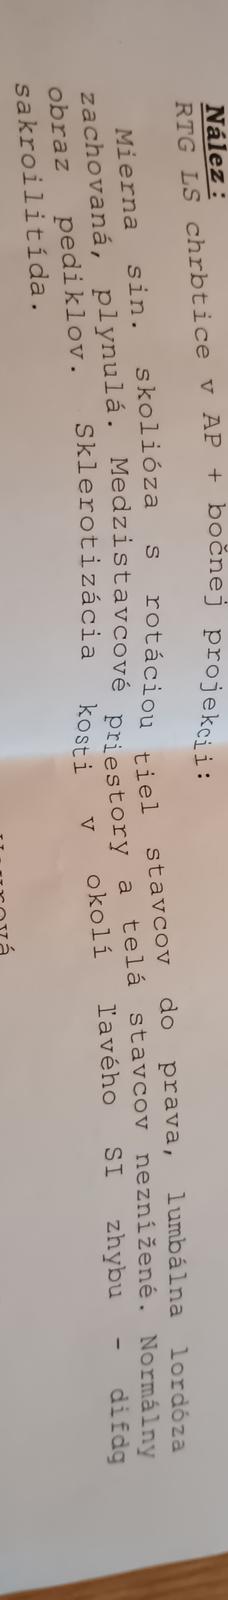 Nález:
RTG LS chrbtice v AP + bočnej projekcii:
Mierna sin. skolióza s rotáciou tiel stavcov do prava, lumbálna lordóza
zachovaná, plynulá. Medzistavcové priestory a telá stavcov neznížené. Normálny
obraz pediklov. Sklerotizácia kosti v okolí ľavého SI zhybu - difdg
sakroilitída.